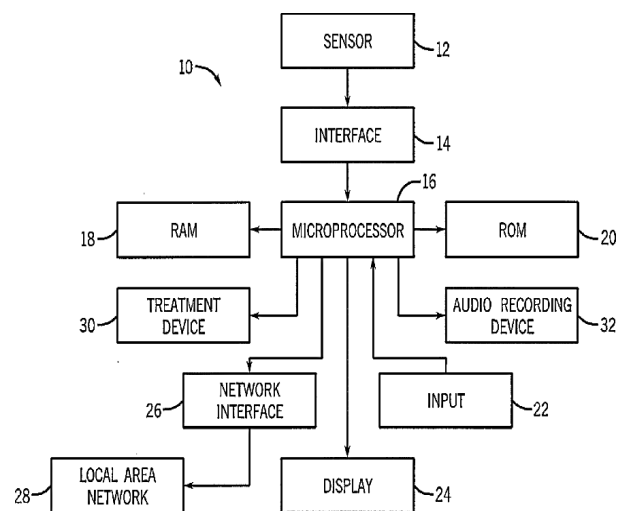 SENSOR
12
10
INTERFACE
14
16
RAM
18
MICROPROCESSOR
ROM
20
TREATMENT
DEVICE
30
AUDIO RECORDING
DEVICE
32
NETWORK
INTERFACE
26
INPUT
22
LOCAL AREA
NETWORK
28
DISPLAY
24